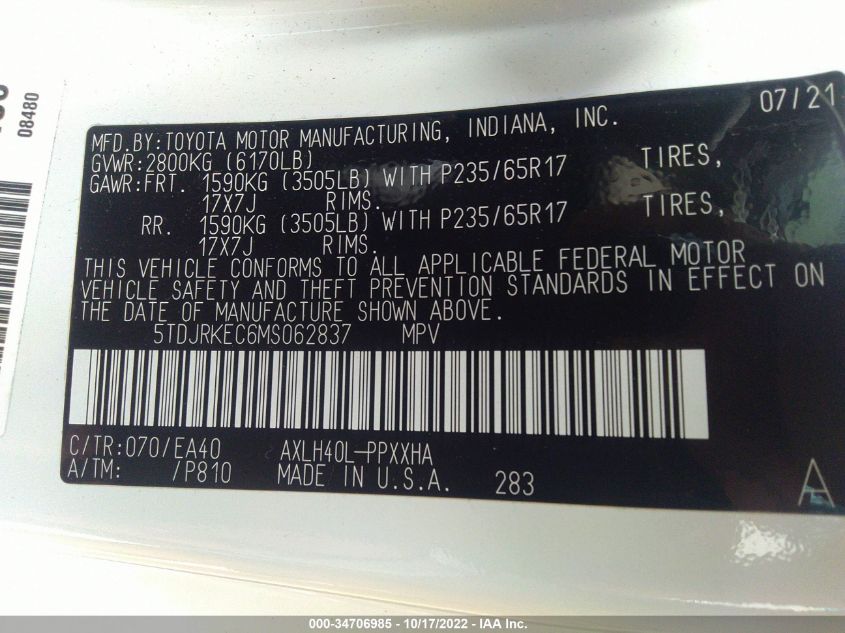 08480
07/21
MFD.BY:TOYOTA MOTOR MANUFACTURING, INDIANA, INC.
GVWR:2800KG (6170LB)
GAWR:FRT. 1590KG (3505LB) WITH P235/65R17 TIRES,
17X7J RIMS.
RR. 1590KG (3505LB) WITH P235/65R17 TIRES,
17X7J RIMS.
THIS VEHICLE CONFORMS TO ALL APPLICABLE FEDERAL MOTOR
VEHICLE SAFETY AND THEFT PREVENTION STANDARDS IN EFFECT ON
THE DATE OF MANUFACTURE SHOWN ABOVE.
5TDJRKEC6MS062837 MPV
C/TR:070/EA40 AXLH40L-PPXXHA
A/TM: /P810 MADE IN U.S.A. 283
A
000-34706985 - 10/17/2022 - IAA Inc.